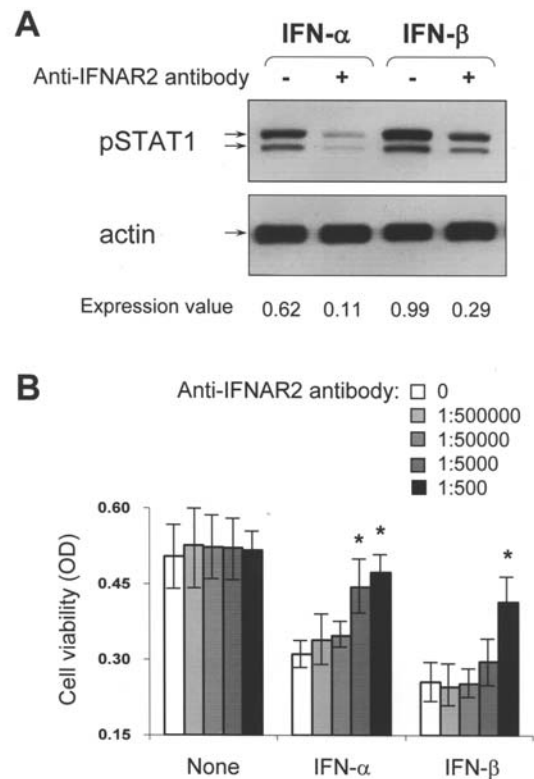 A
IFN-α IFN-β
Anti-IFNAR2 antibody - + - +
pSTAT1
actin
Expression value 0.62 0.11 0.99 0.29
B
Anti-IFNAR2 antibody: 0
1:500000
1:50000
1:5000
1:500
Cell viability (OD)
0.60
0.45
0.30
0.15
* *
*
None IFN-α IFN-β